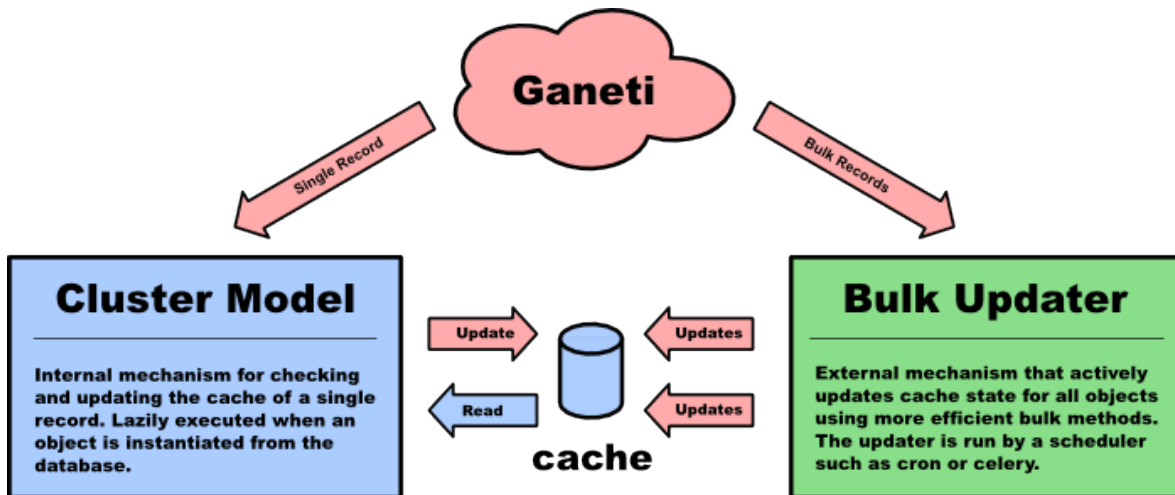 Ganeti
Single Record
Bulk Records
Cluster Model
Internal mechanism for checking
and updating the cache of a single
record. Lazily executed when an
object is instantiated from the
database.
Update
Read
cache
Updates
Updates
Bulk Updater
External mechanism that actively
updates cache state for all objects
using more efficient bulk methods.
The updater is run by a scheduler
such as cron or celery.